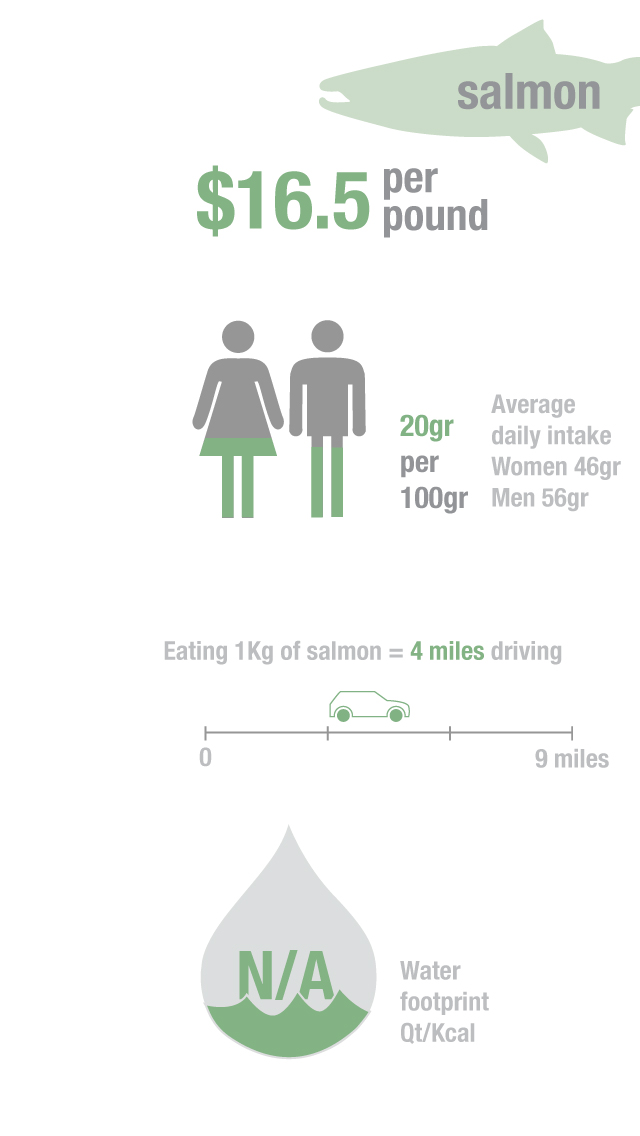 salmon
$16.5 per
pound
20gr
per
100gr
Average
daily intake
Women 46gr
Men 56gr
Eating 1Kg of salmon = 4 miles driving
0
9 miles
N/A
Water
footprint
Qt/Kcal